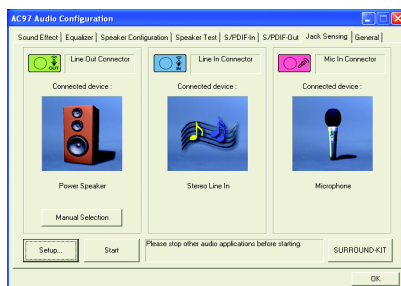 AC97 Audio Configuration
Sound Effect Equalizer Speaker Configuration Speaker Test S/PDIF-In S/PDIF-Out Jack Sensing General
OUT Line Out Connector
IN Line In Connector
Mic In Connector
Connected device :
Connected device :
Connected device :
Power Speaker
Stereo Line In
Microphone
Manual Selection
Setup...
Start
Please stop other audio applications before starting.
SURROUND-KIT
OK